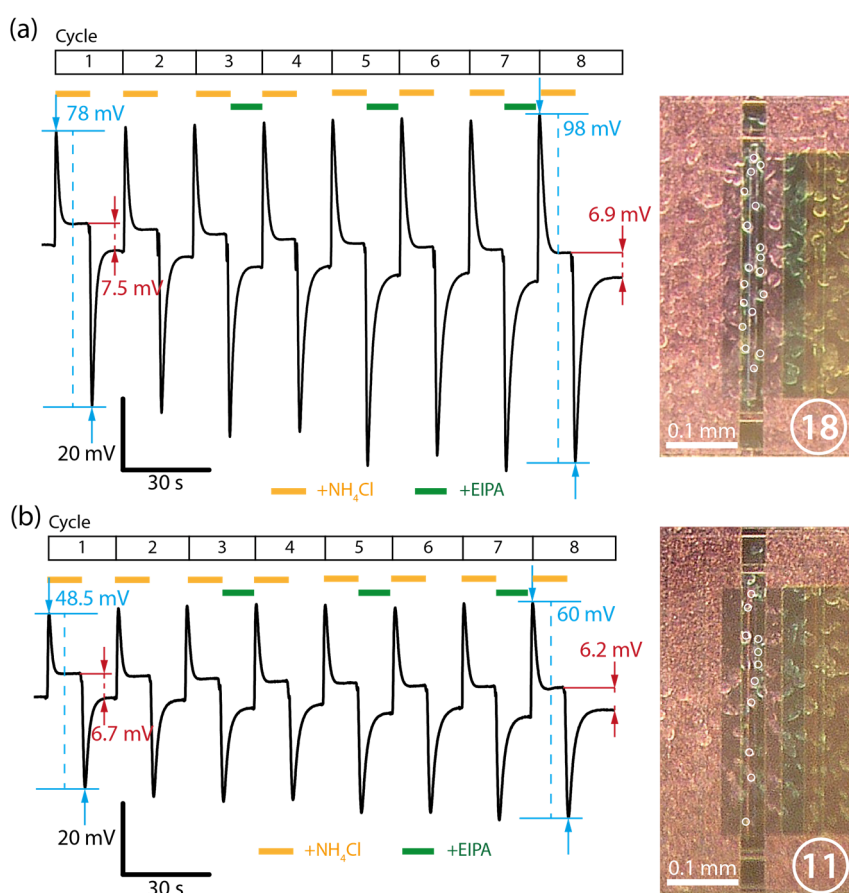 (a)
Cycle
1 2 3 4 5 6 7 8
78 mV
98 mV
6.9 mV
7.5 mV
20 mV
30 s
+NH₄Cl
+EIPA
0.1 mm
18
(b)
Cycle
1 2 3 4 5 6 7 8
48.5 mV
60 mV
6.2 mV
6.7 mV
20 mV
30 s
+NH₄Cl
+EIPA
0.1 mm
11